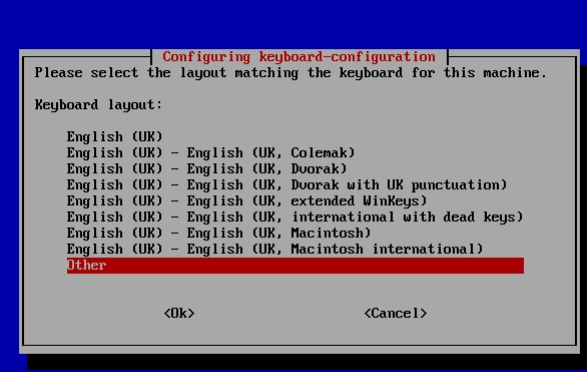 Configuring keyboard-configuration
Please select the layout matching the keyboard for this machine.
Keyboard layout:
English (UK)
English (UK) - English (UK, Colemak)
English (UK) - English (UK, Dvorak)
English (UK) - English (UK, Dvorak with UK punctuation)
English (UK) - English (UK, extended WinKeys)
English (UK) - English (UK, international with dead keys)
English (UK) - English (UK, Macintosh)
English (UK) - English (UK, Macintosh international)
Other
<Ok> <Cancel>